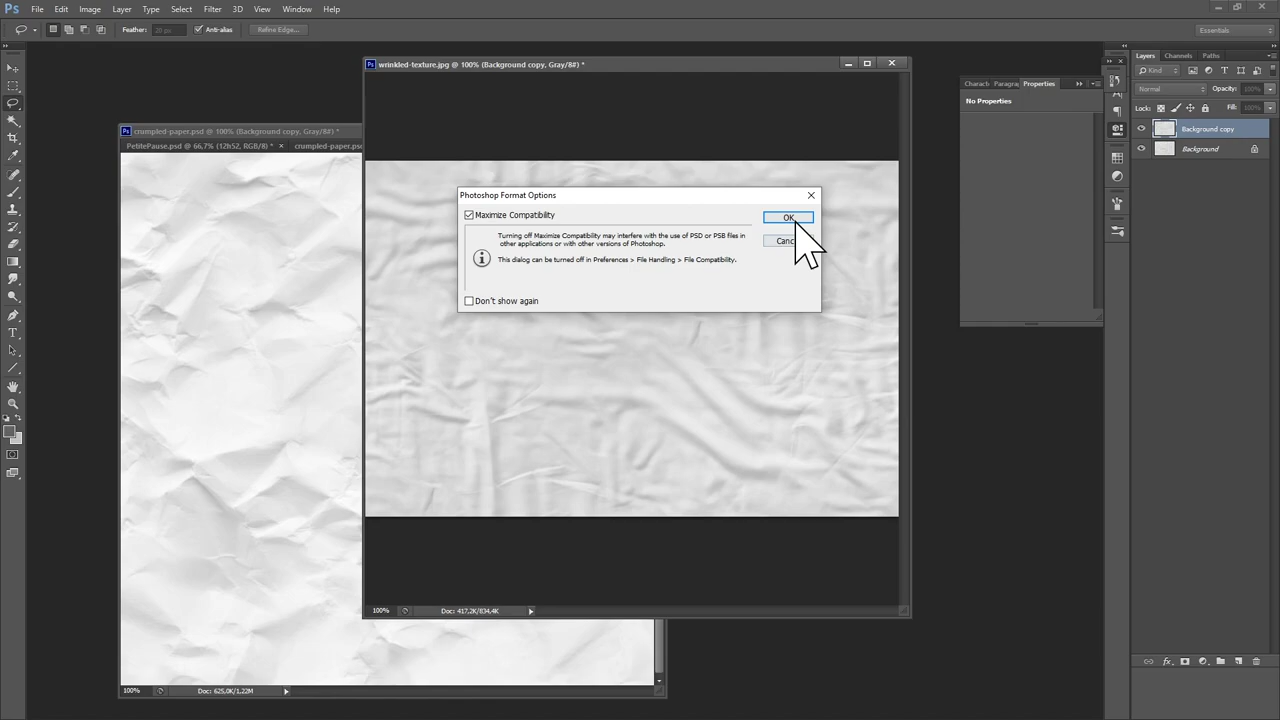 Ps File Edit Image Layer Type Select Filter 3D View Window Help
Feather: 20 px Anti-alias Refine Edge... Essentials
Ps wrinkled-texture.jpg @ 100% (Background copy, Gray/8#) *
Ps crumpled-paper.psd @ 100% (Background copy, Gray/8#) *
PetitePause.psd @ 66,7% (12h52, RGB/8) * × crumpled-paper.psd
Photoshop Format Options
Maximize Compatibility
OK
Turning off Maximize Compatibility may interfere with the use of PSD or PSB files in
other applications or with other versions of Photoshop.
Canc
This dialog can be turned off in Preferences > File Handling > File Compatibility.
Don't show again
100% Doc: 417,2K/834,4K
100% Doc: 625,0K/1,22M
Charact Paragra Properties
No Properties
Layers Channels Paths
Kind
Normal Opacity: 100%
Lock: Fill: 100%
Background copy
Background